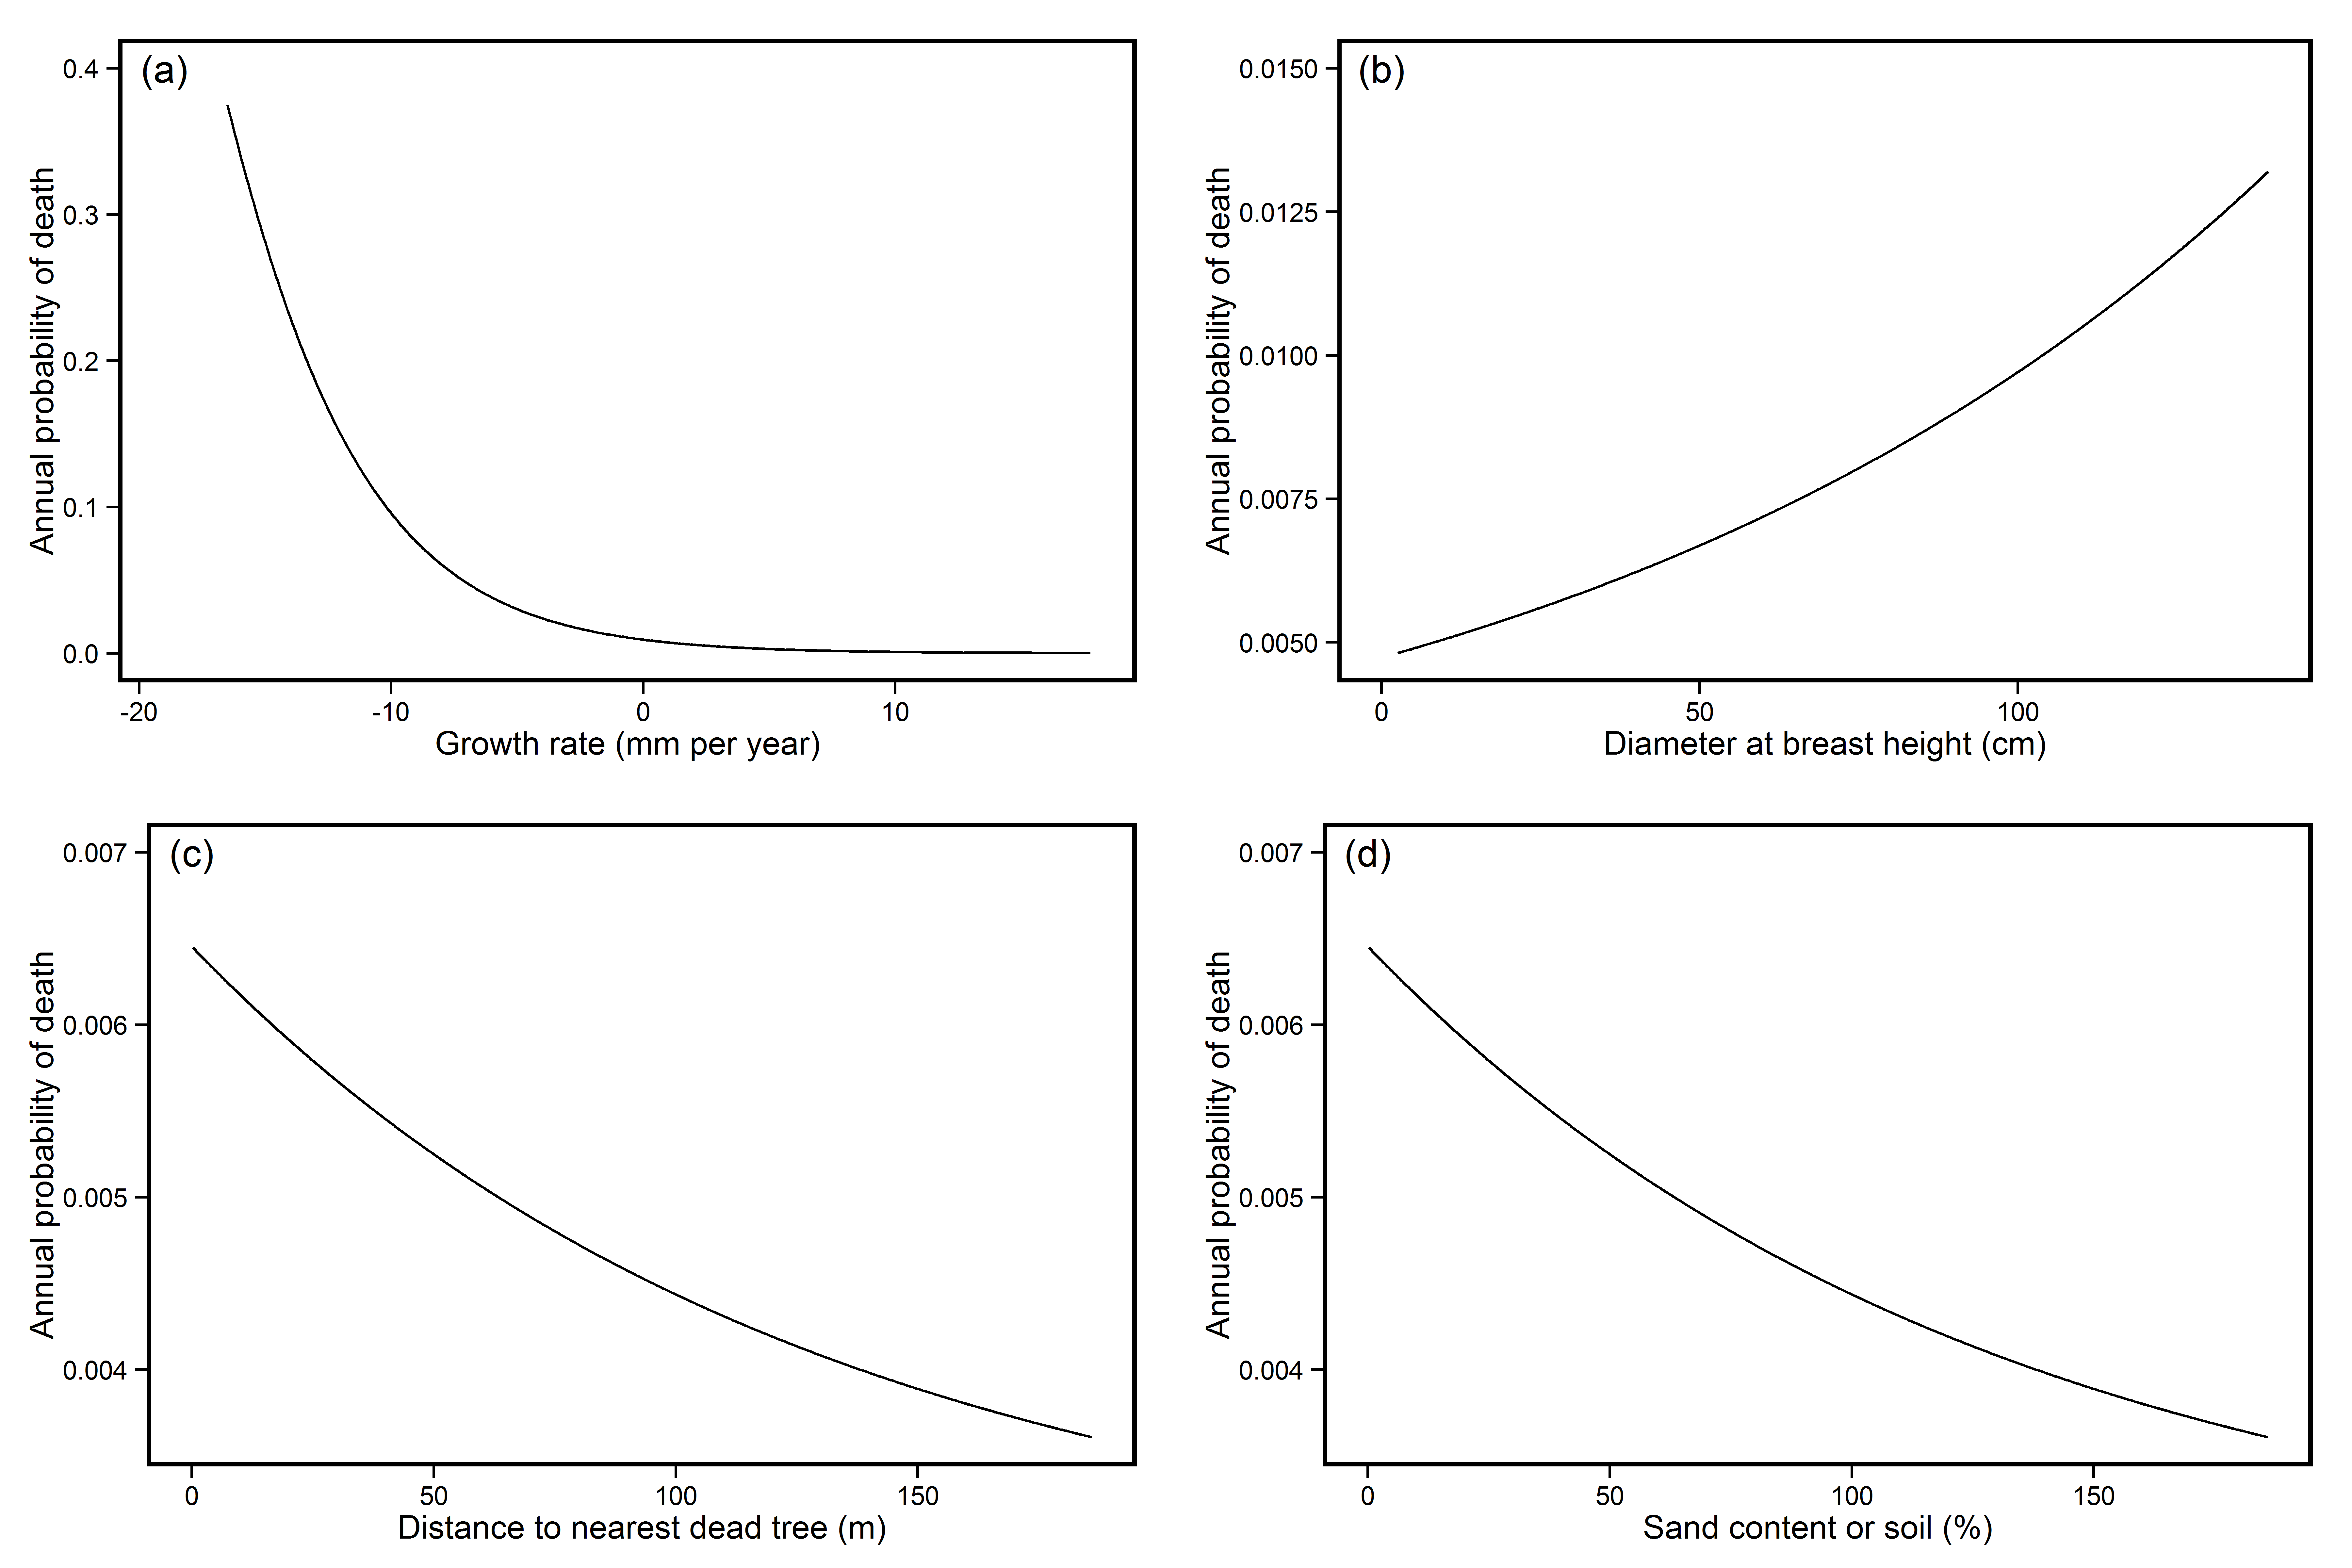 (a)
0.4
0.3
0.2
0.1
0.0
Annual probability of death
-20 -10 0 10
Growth rate (mm per year)
(b)
0.0150
0.0125
0.0100
0.0075
0.0050
Annual probability of death
0 50 100
Diameter at breast height (cm)
(c)
0.007
0.006
0.005
0.004
Annual probability of death
0 50 100 150
Distance to nearest dead tree (m)
(d)
0.007
0.006
0.005
0.004
Annual probability of death
0 50 100 150
Sand content or soil (%)